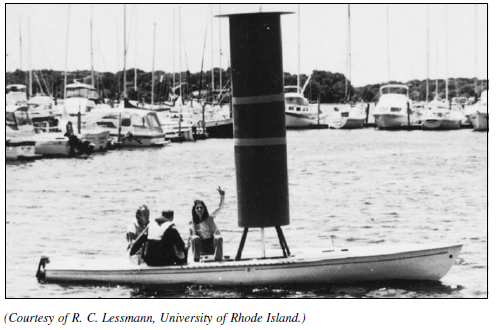 (Courtesy of R. C. Lessmann, University of Rhode Island.)